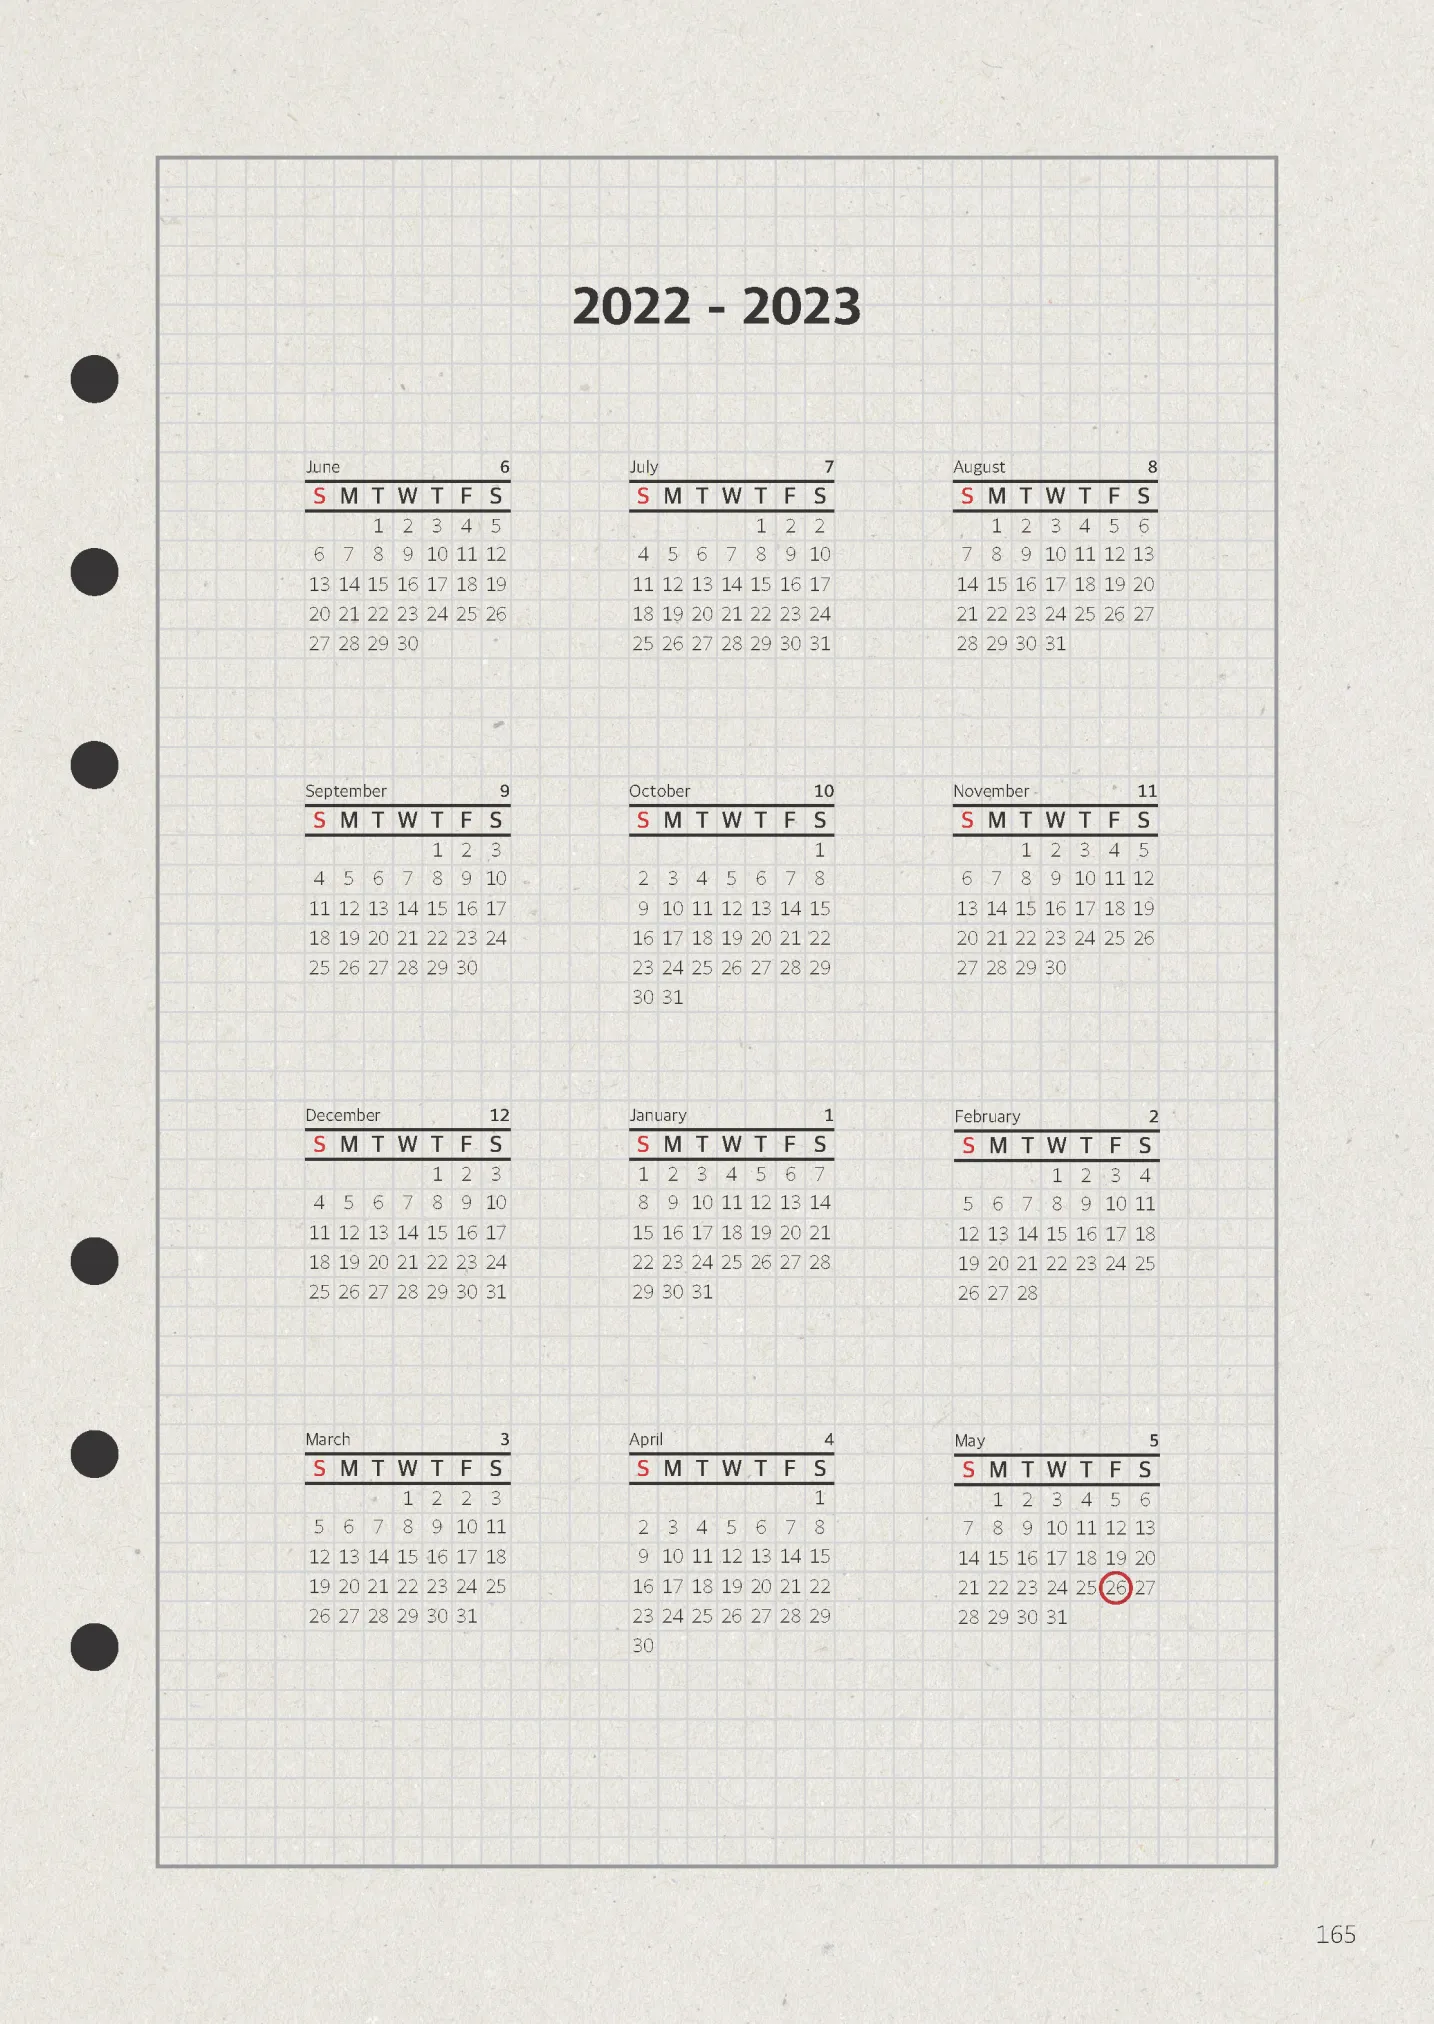 2022 - 2023
June 6
S M T W T F S
1 2 3 4 5
6 7 8 9 10 11 12
13 14 15 16 17 18 19
20 21 22 23 24 25 26
27 28 29 30
July 7
S M T W T F S
1 2 2
4 5 6 7 8 9 10
11 12 13 14 15 16 17
18 19 20 21 22 23 24
25 26 27 28 29 30 31
August 8
S M T W T F S
1 2 3 4 5 6
7 8 9 10 11 12 13
14 15 16 17 18 19 20
21 22 23 24 25 26 27
28 29 30 31
September 9
S M T W T F S
1 2 3
4 5 6 7 8 9 10
11 12 13 14 15 16 17
18 19 20 21 22 23 24
25 26 27 28 29 30
October 10
S M T W T F S
1
2 3 4 5 6 7 8
9 10 11 12 13 14 15
16 17 18 19 20 21 22
23 24 25 26 27 28 29
30 31
November 11
S M T W T F S
1 2 3 4 5
6 7 8 9 10 11 12
13 14 15 16 17 18 19
20 21 22 23 24 25 26
27 28 29 30
December 12
S M T W T F S
1 2 3
4 5 6 7 8 9 10
11 12 13 14 15 16 17
18 19 20 21 22 23 24
25 26 27 28 29 30 31
January 1
S M T W T F S
1 2 3 4 5 6 7
8 9 10 11 12 13 14
15 16 17 18 19 20 21
22 23 24 25 26 27 28
29 30 31
February 2
S M T W T F S
1 2 3 4
5 6 7 8 9 10 11
12 13 14 15 16 17 18
19 20 21 22 23 24 25
26 27 28
March 3
S M T W T F S
1 2 2 3
5 6 7 8 9 10 11
12 13 14 15 16 17 18
19 20 21 22 23 24 25
26 27 28 29 30 31
April 4
S M T W T F S
1
2 3 4 5 6 7 8
9 10 11 12 13 14 15
16 17 18 19 20 21 22
23 24 25 26 27 28 29
30
May 5
S M T W T F S
1 2 3 4 5 6
7 8 9 10 11 12 13
14 15 16 17 18 19 20
21 22 23 24 25 26 27
28 29 30 31
165